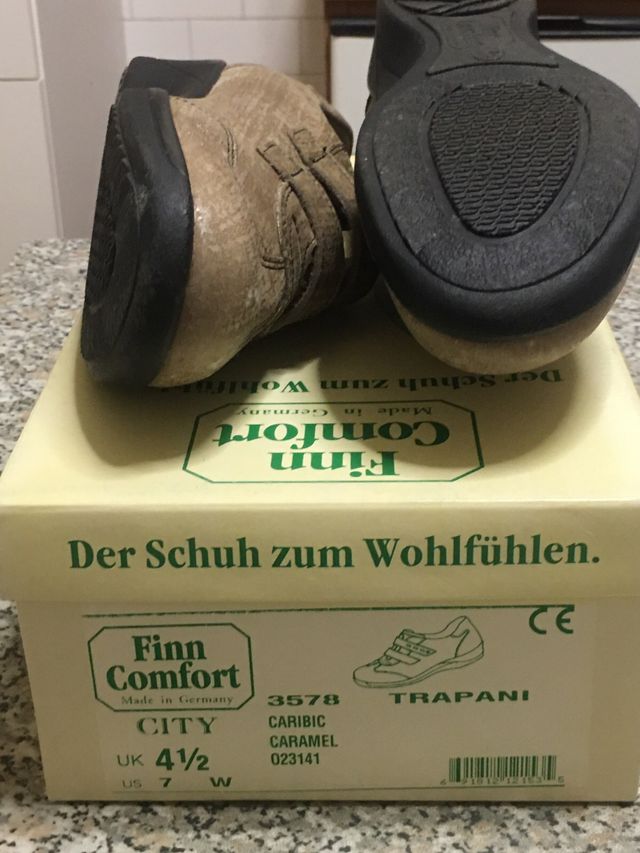 Der Schuh zum Wohlfühl
Made in Germany
Finn
Comfort
Der Schuh zum Wohlfühlen.
CE
Finn
Comfort
Made in Germany
3578 TRAPANI
CITY CARIBIC
CARAMEL
UK 4½ 023141
US 7 W